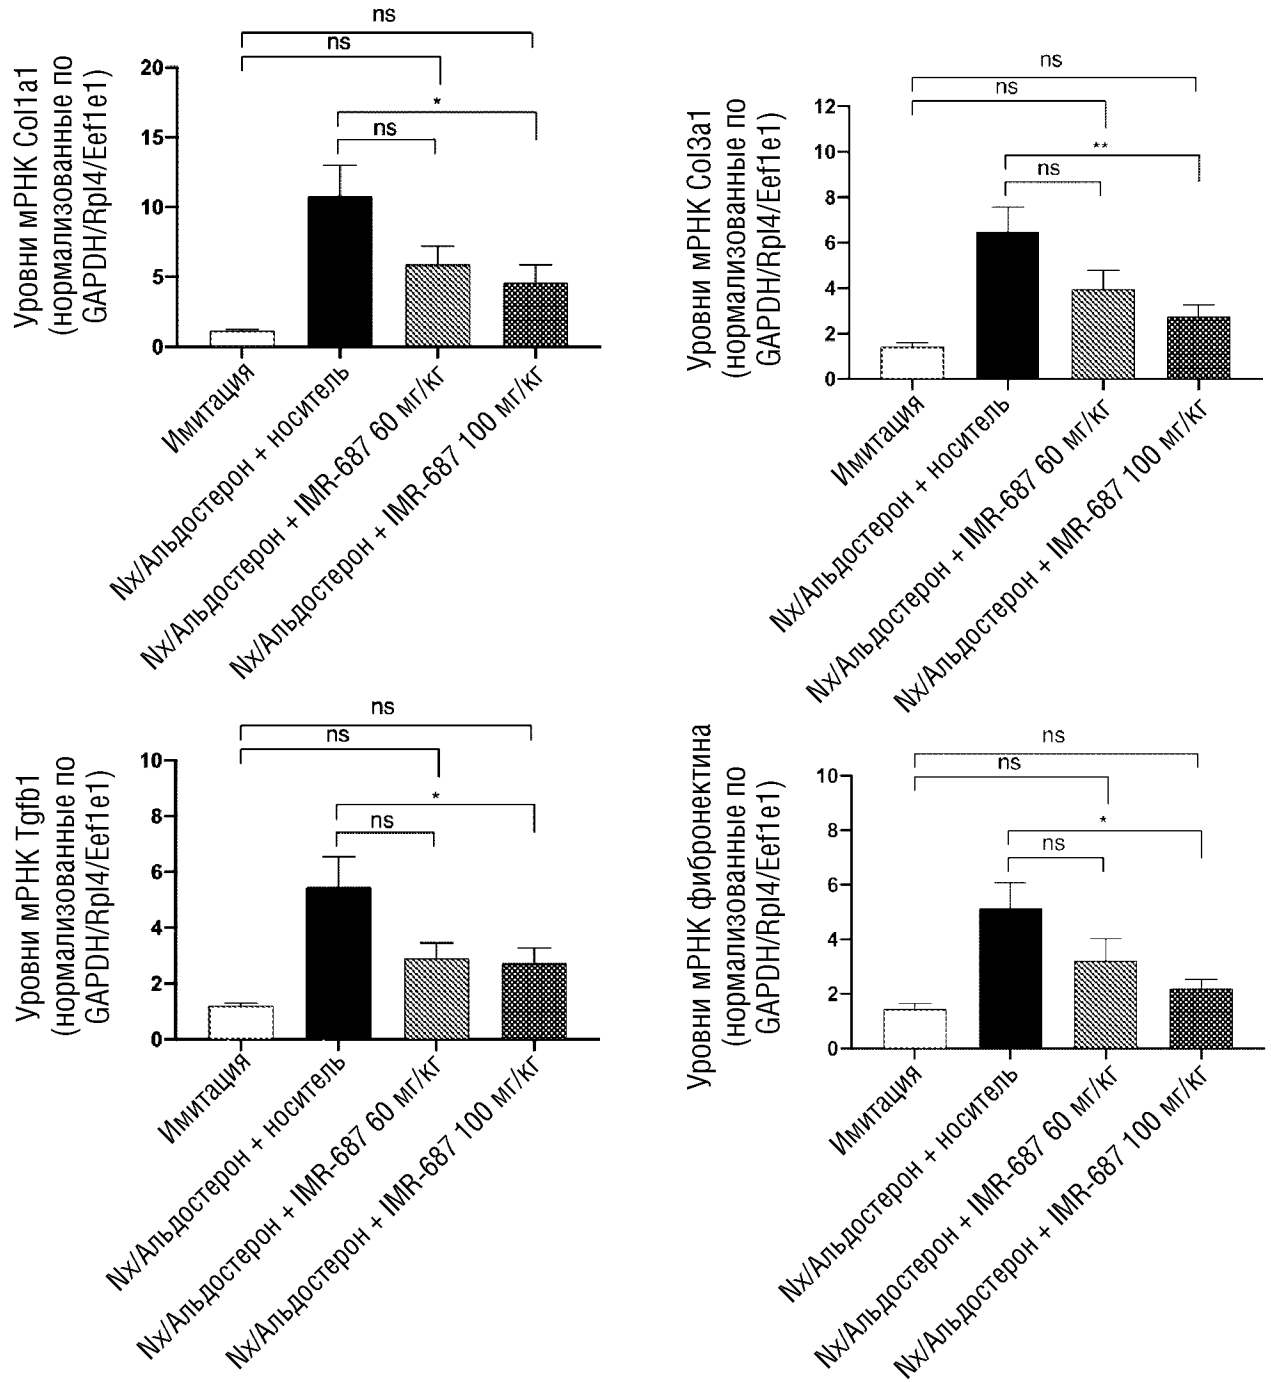 ns
ns
*
ns
Уровни мРНК Col1a1
(нормализованные по
GAPDH/Rpl4/Eef1e1)
20
15
10
5
0
Имитация
Nx/Альдостерон + носитель
Nx/Альдостерон + IMR-687 60 мг/кг
Nx/Альдостерон + IMR-687 100 мг/кг
ns
ns
**
ns
Уровни мРНК Col3a1
(нормализованные по
GAPDH/Rpl4/Eef1e1)
12
10
8
6
4
2
0
Имитация
Nx/Альдостерон + носитель
Nx/Альдостерон + IMR-687 60 мг/кг
Nx/Альдостерон + IMR-687 100 мг/кг
ns
ns
*
ns
Уровни мРНК Tgfb1
(нормализованные по
GAPDH/Rpl4/Eef1e1)
10
8
6
4
2
0
Имитация
Nx/Альдостерон + носитель
Nx/Альдостерон + IMR-687 60 мг/кг
Nx/Альдостерон + IMR-687 100 мг/кг
ns
ns
*
ns
Уровни мРНК фибронектина
(нормализованные по
GAPDH/Rpl4/Eef1e1)
10
8
6
4
2
0
Имитация
Nx/Альдостерон + носитель
Nx/Альдостерон + IMR-687 60 мг/кг
Nx/Альдостерон + IMR-687 100 мг/кг